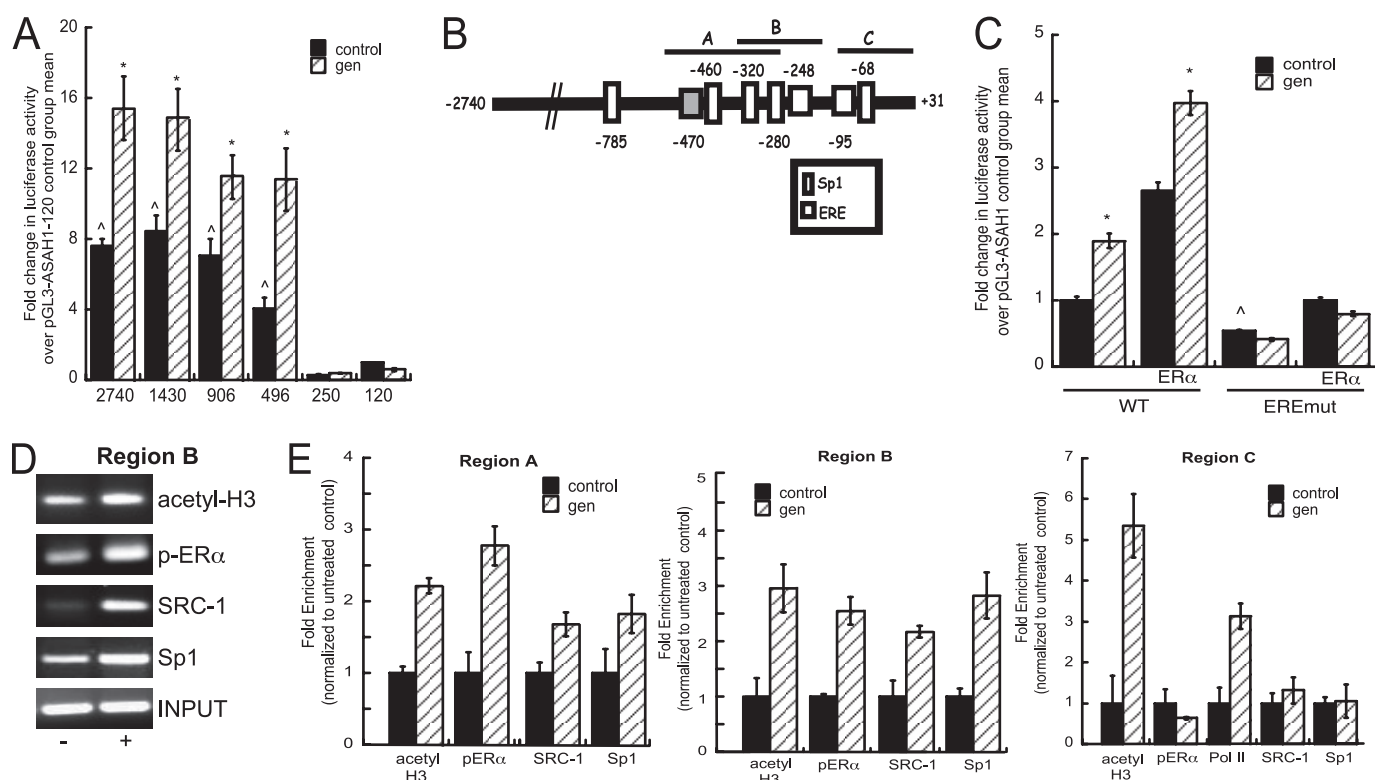 A
Fold change in luciferase activity
over pGL3-ASAH1-120 control group mean
20
16
12
8
4
0
control
gen
* * * *
^ ^ ^ ^
2740 1430 906 496 250 120
B
A B C
-460 -320 -248 -68
-2740 +31
-785 -470 -280 -95
Sp1
ERE
C
Fold change in luciferase activity
over pGL3-ASAH1 control group mean
5
4
3
2
1
0
control
gen
* * ^
ERα ERα
WT EREmut
D
Region B
acetyl-H3
p-ERα
SRC-1
Sp1
INPUT
- +
E
Region A
Fold Enrichment
(normalized to untreated control)
4
3
2
1
0
control
gen
acetyl H3 pERα SRC-1 Sp1
Region B
Fold Enrichment
(normalized to untreated control)
5
4
3
2
1
0
control
gen
acetyl H3 pERα SRC-1 Sp1
Region C
Fold Enrichment
(normalized to untreated control)
7
6
5
4
3
2
1
0
control
gen
acetyl H3 pERα Pol II SRC-1 Sp1